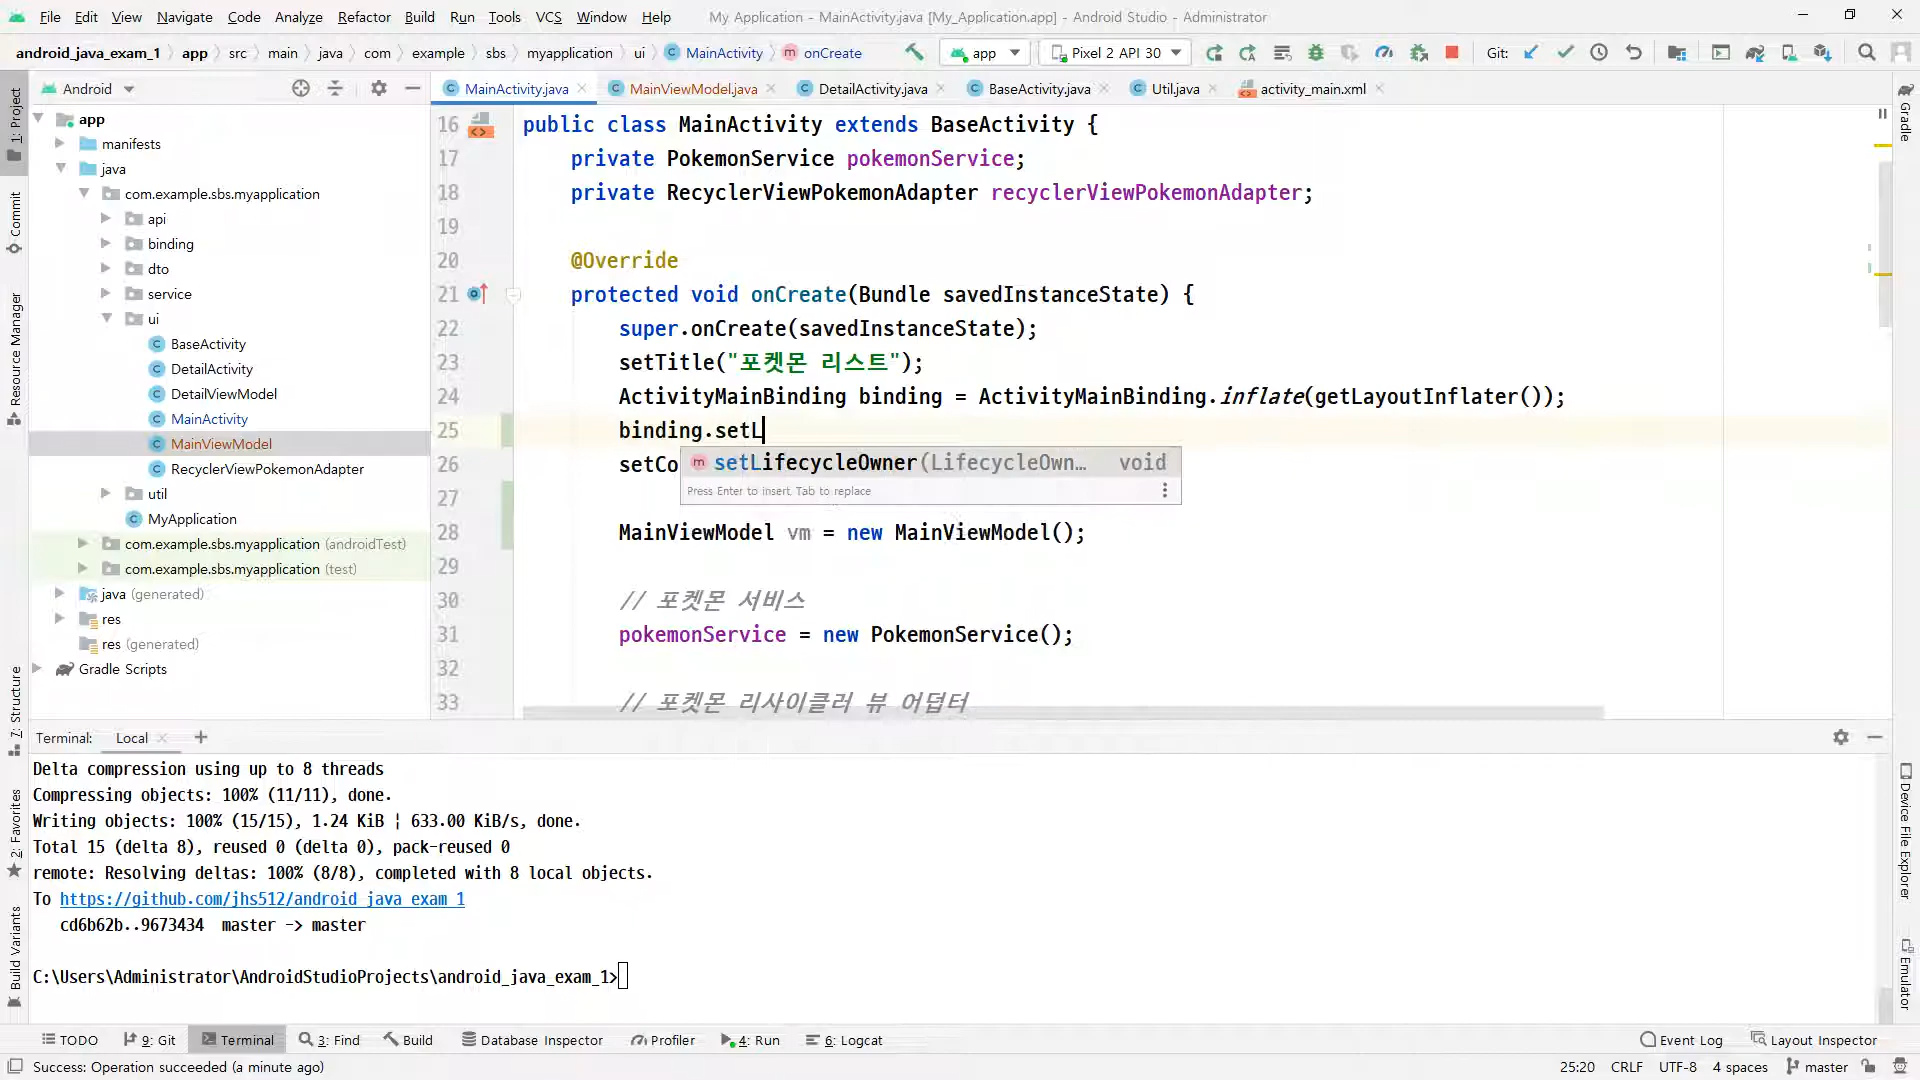 File Edit View Navigate Code Analyze Refactor Build Run Tools VCS Window Help My Application - MainActivity.java [My_Application.app] - Android Studio - Administrator
android_java_exam_1 app src main java com example sbs myapplication ui MainActivity onCreate app Pixel 2 API 30 Git:
Android
MainActivity.java MainViewModel.java DetailActivity.java BaseActivity.java Util.java activity_main.xml
1: Project
Commit
Resource Manager
7: Structure
2: Favorites
Build Variants
app
manifests
java
com.example.sbs.myapplication
api
binding
dto
service
ui
BaseActivity
DetailActivity
DetailViewModel
MainActivity
MainViewModel
RecyclerViewPokemonAdapter
util
MyApplication
com.example.sbs.myapplication (androidTest)
com.example.sbs.myapplication (test)
java (generated)
res
res (generated)
Gradle Scripts
16 public class MainActivity extends BaseActivity {
17 private PokemonService pokemonService;
18 private RecyclerViewPokemonAdapter recyclerViewPokemonAdapter;
19
20 @Override
21 protected void onCreate(Bundle savedInstanceState) {
22 super.onCreate(savedInstanceState);
23 setTitle("포켓몬 리스트");
24 ActivityMainBinding binding = ActivityMainBinding.inflate(getLayoutInflater());
25 binding.setL
26 setCo
setLifecycleOwner(LifecycleOwn… void
Press Enter to insert, Tab to replace
27
28 MainViewModel vm = new MainViewModel();
29
30 // 포켓몬 서비스
31 pokemonService = new PokemonService();
32
33 // 포켓몬 리사이클러 뷰 어덥터
Gradle
Device File Explorer
Emulator
Terminal: Local
Delta compression using up to 8 threads
Compressing objects: 100% (11/11), done.
Writing objects: 100% (15/15), 1.24 KiB ¦ 633.00 KiB/s, done.
Total 15 (delta 8), reused 0 (delta 0), pack-reused 0
remote: Resolving deltas: 100% (8/8), completed with 8 local objects.
To https://github.com/jhs512/android_java_exam_1
cd6b62b..9673434 master -> master
C:\Users\Administrator\AndroidStudioProjects\android_java_exam_1>
TODO 9: Git Terminal 3: Find Build Database Inspector Profiler 4: Run 6: Logcat Event Log Layout Inspector
Success: Operation succeeded (a minute ago) 25:20 CRLF UTF-8 4 spaces master